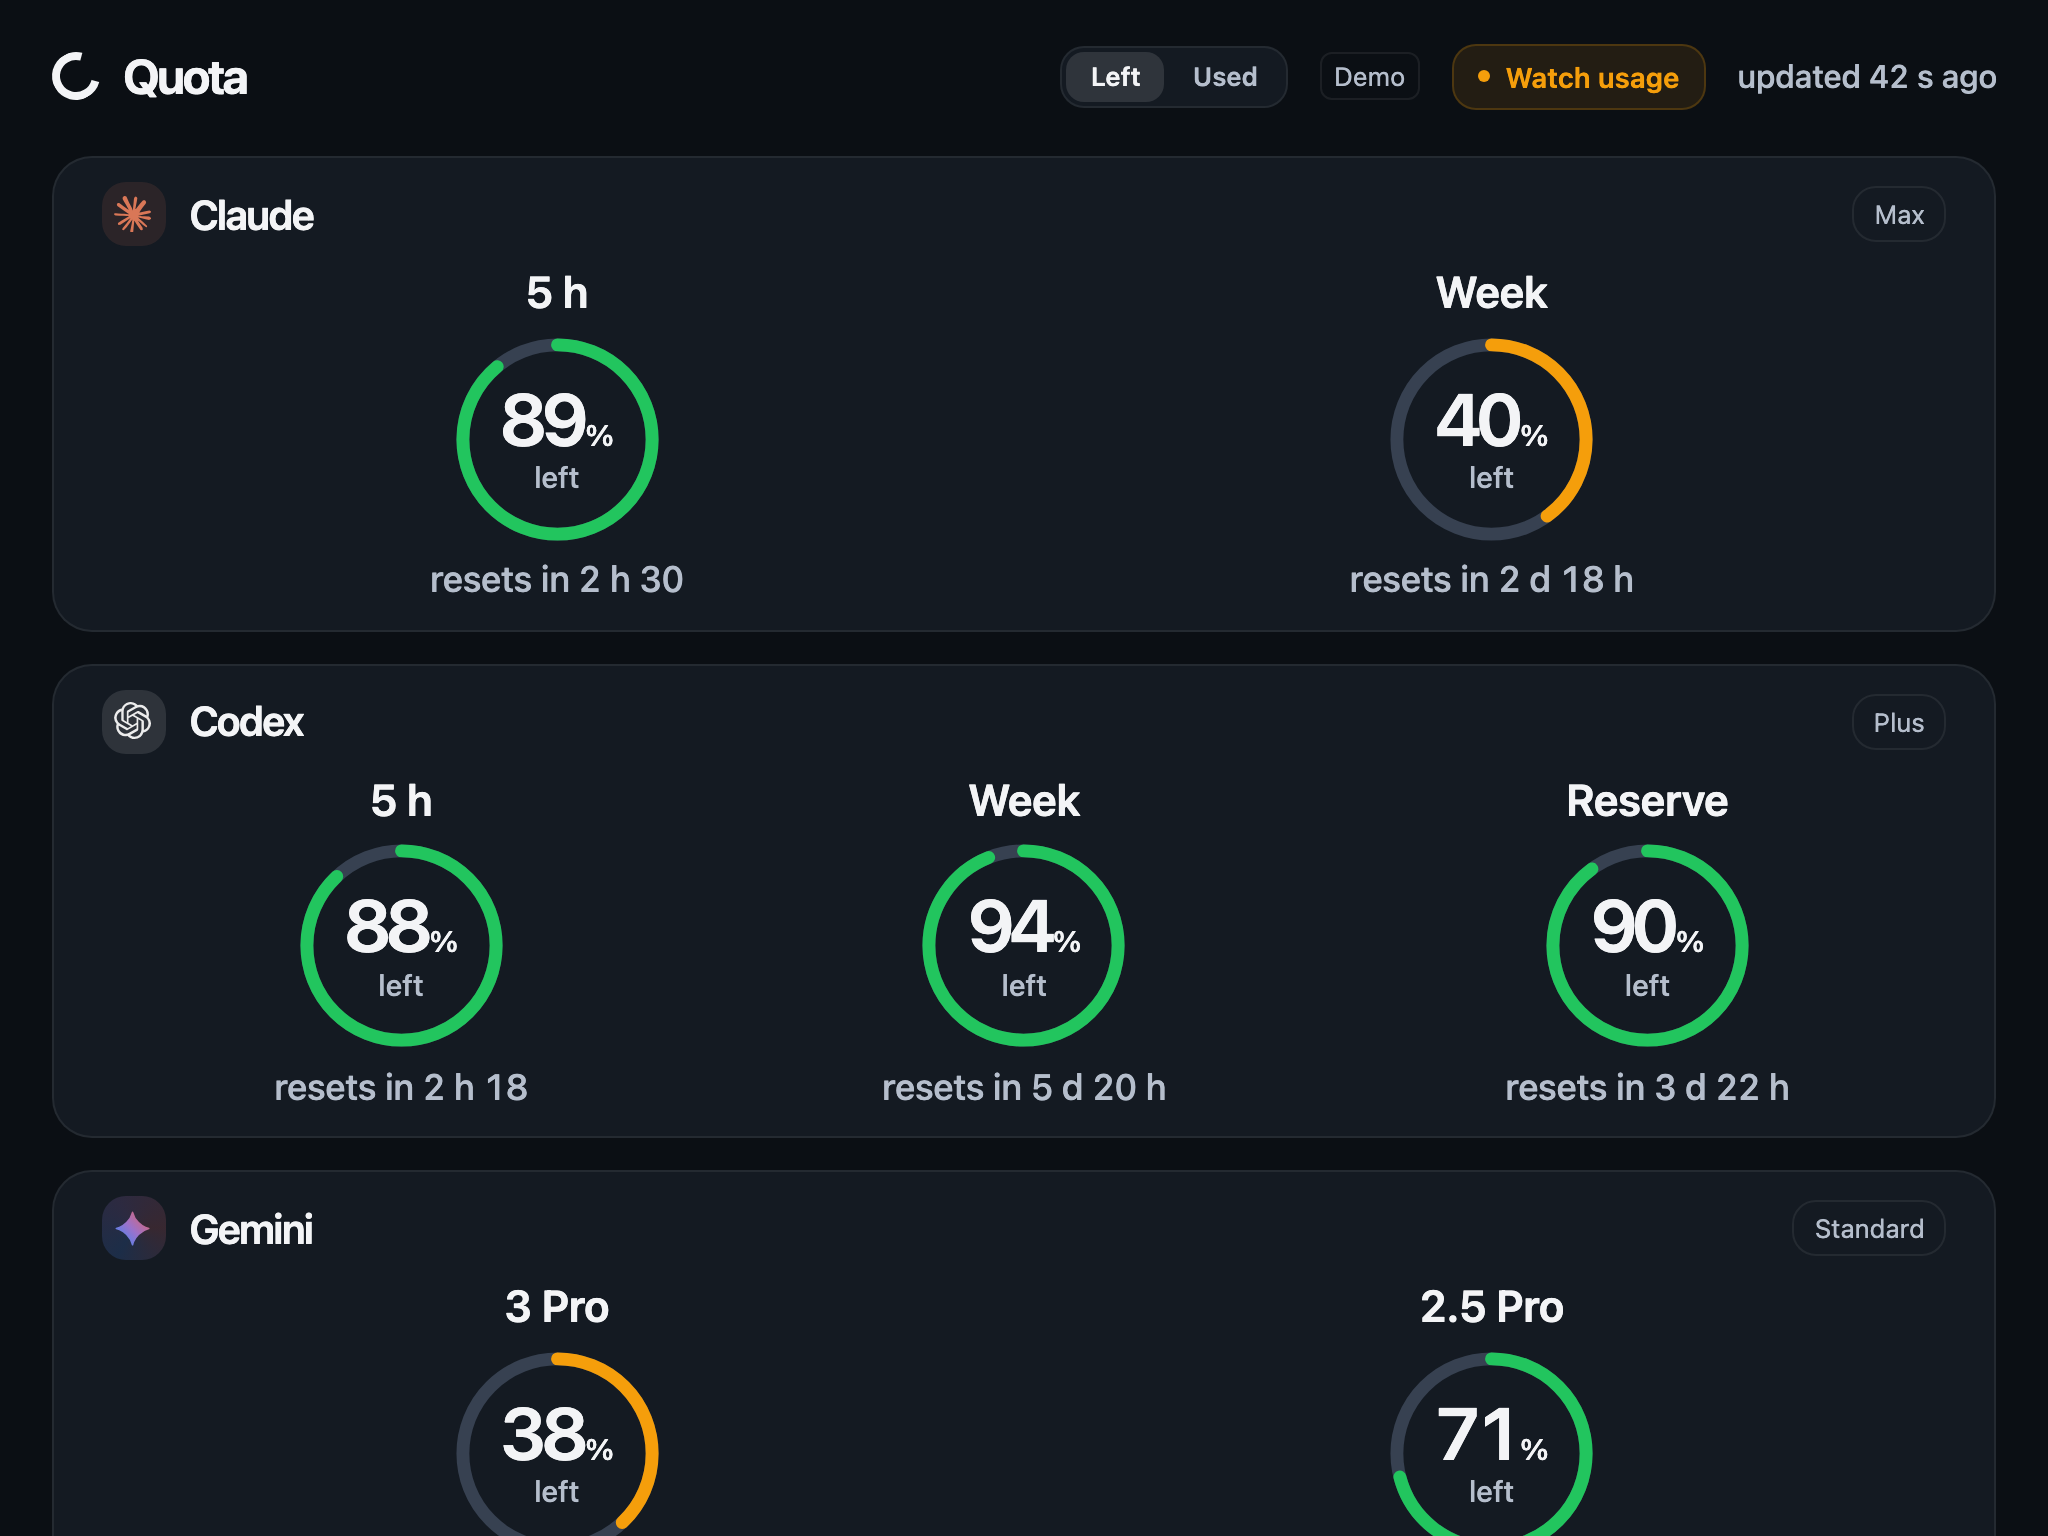 Quota
Left Used Demo Watch usage updated 42 s ago
Claude Max
5 h Week
89% 40%
left left
resets in 2 h 30 resets in 2 d 18 h
Codex Plus
5 h Week Reserve
88% 94% 90%
left left left
resets in 2 h 18 resets in 5 d 20 h resets in 3 d 22 h
Gemini Standard
3 Pro 2.5 Pro
38% 71%
left left